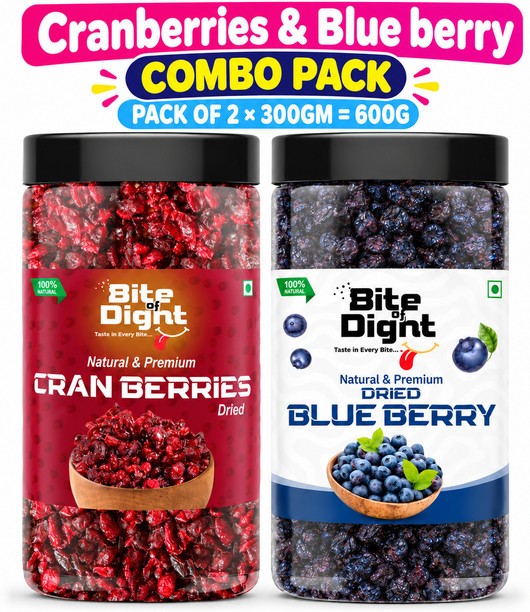 Cranberries & Blue berry
COMBO PACK
PACK OF 2 × 300GM = 600G
100%
NATURAL
Bite
of
Dight
Taste in Every Bite...
Natural & Premium
CRAN BERRIES
Dried
100%
NATURAL
Bite
of
Dight
Taste in Every Bite...
Natural & Premium
DRIED
BLUE BERRY